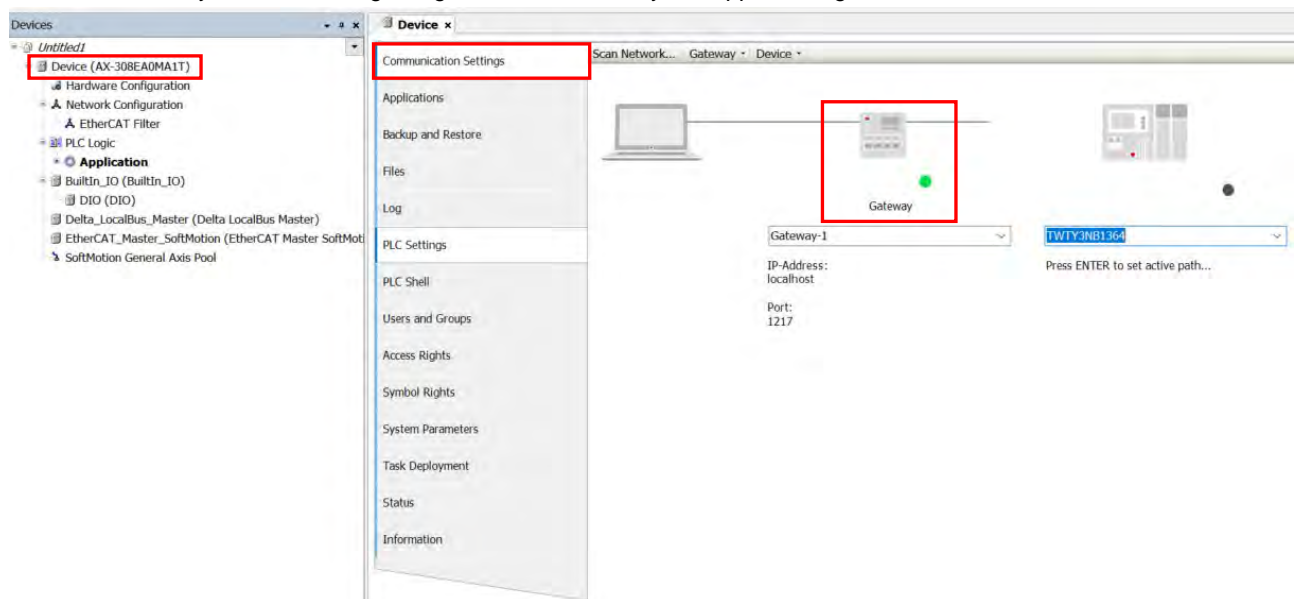 Devices
Untitled1
Device (AX-308EA0MA1T)
Hardware Configuration
Network Configuration
EtherCAT Filter
PLC Logic
Application
BuiltIn_IO (BuiltIn_IO)
DIO (DIO)
Delta_LocalBus_Master (Delta LocalBus Master)
EtherCAT_Master_SoftMotion (EtherCAT Master SoftMot
SoftMotion General Axis Pool
Device
Communication Settings
Applications
Backup and Restore
Files
Log
PLC Settings
PLC Shell
Users and Groups
Access Rights
Symbol Rights
System Parameters
Task Deployment
Status
Information
Scan Network... Gateway Device
Gateway
Gateway-1
IP-Address:
localhost
Port:
1217
TWTY3NB1364
Press ENTER to set active path...